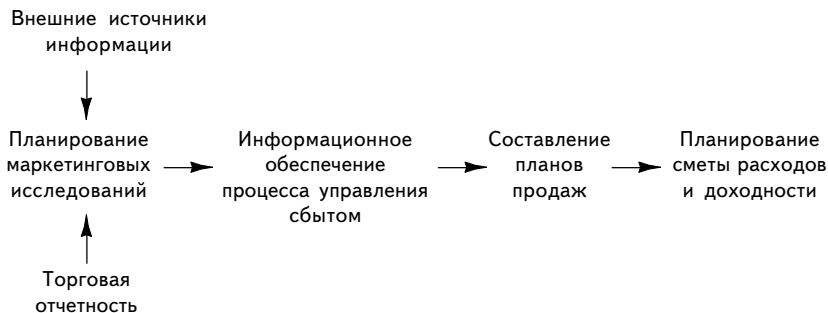 Внешние источники
информации
Планирование
маркетинговых
исследований
Информационное
обеспечение
процесса управления
сбытом
Составление
планов
продаж
Планирование
сметы расходов
и доходности
Торговая
отчетность